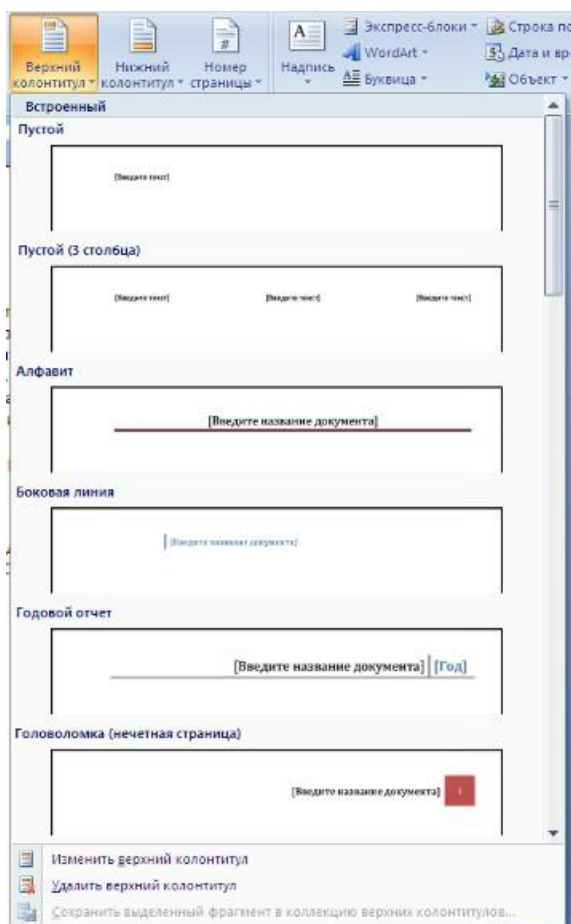 Верхний колонтитул
Нижний колонтитул
Номер страницы
#
A
Надпись
Экспресс-блоки
WordArt
Буквица
Строка по
Дата и вре
Объект
Встроенный
Пустой
[Введите текст]
Пустой (3 столбца)
[Введите текст] [Введите текст] [Введите текст]
Алфавит
[Введите название документа]
Боковая линия
[Введите название документа]
Годовой отчет
[Введите название документа] [Год]
Головоломка (нечетная страница)
[Введите название документа] 1
Изменить верхний колонтитул
Удалить верхний колонтитул
Сохранить выделенный фрагмент в коллекцию верхних колонтитулов...